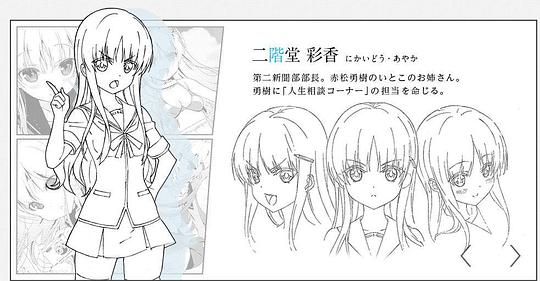 二階堂 彩香 にかいどう・あやか
第二新聞部部長。赤松勇樹のいとこのお姉さん。
勇樹に「人生相談コーナー」の担当を命じる。